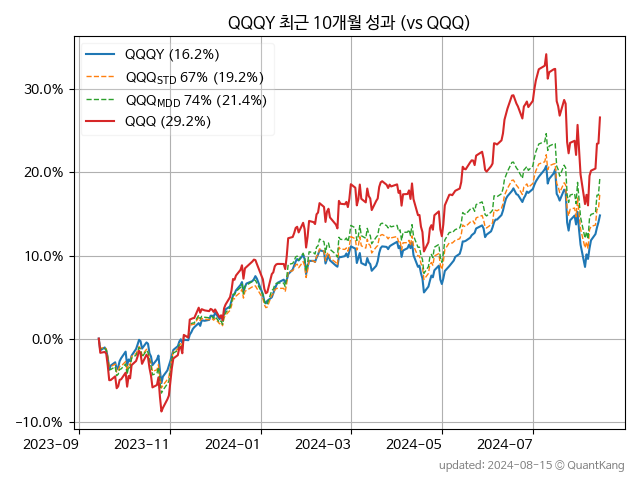 QQQY 최근 10개월 성과 (vs QQQ)
QQQY (16.2%)
QQQSTD 67% (19.2%)
QQQMDD 74% (21.4%)
QQQ (29.2%)
30.0%
20.0%
10.0%
0.0%
-10.0%
2023-09 2023-11 2024-01 2024-03 2024-05 2024-07
updated: 2024-08-15 © QuantKang